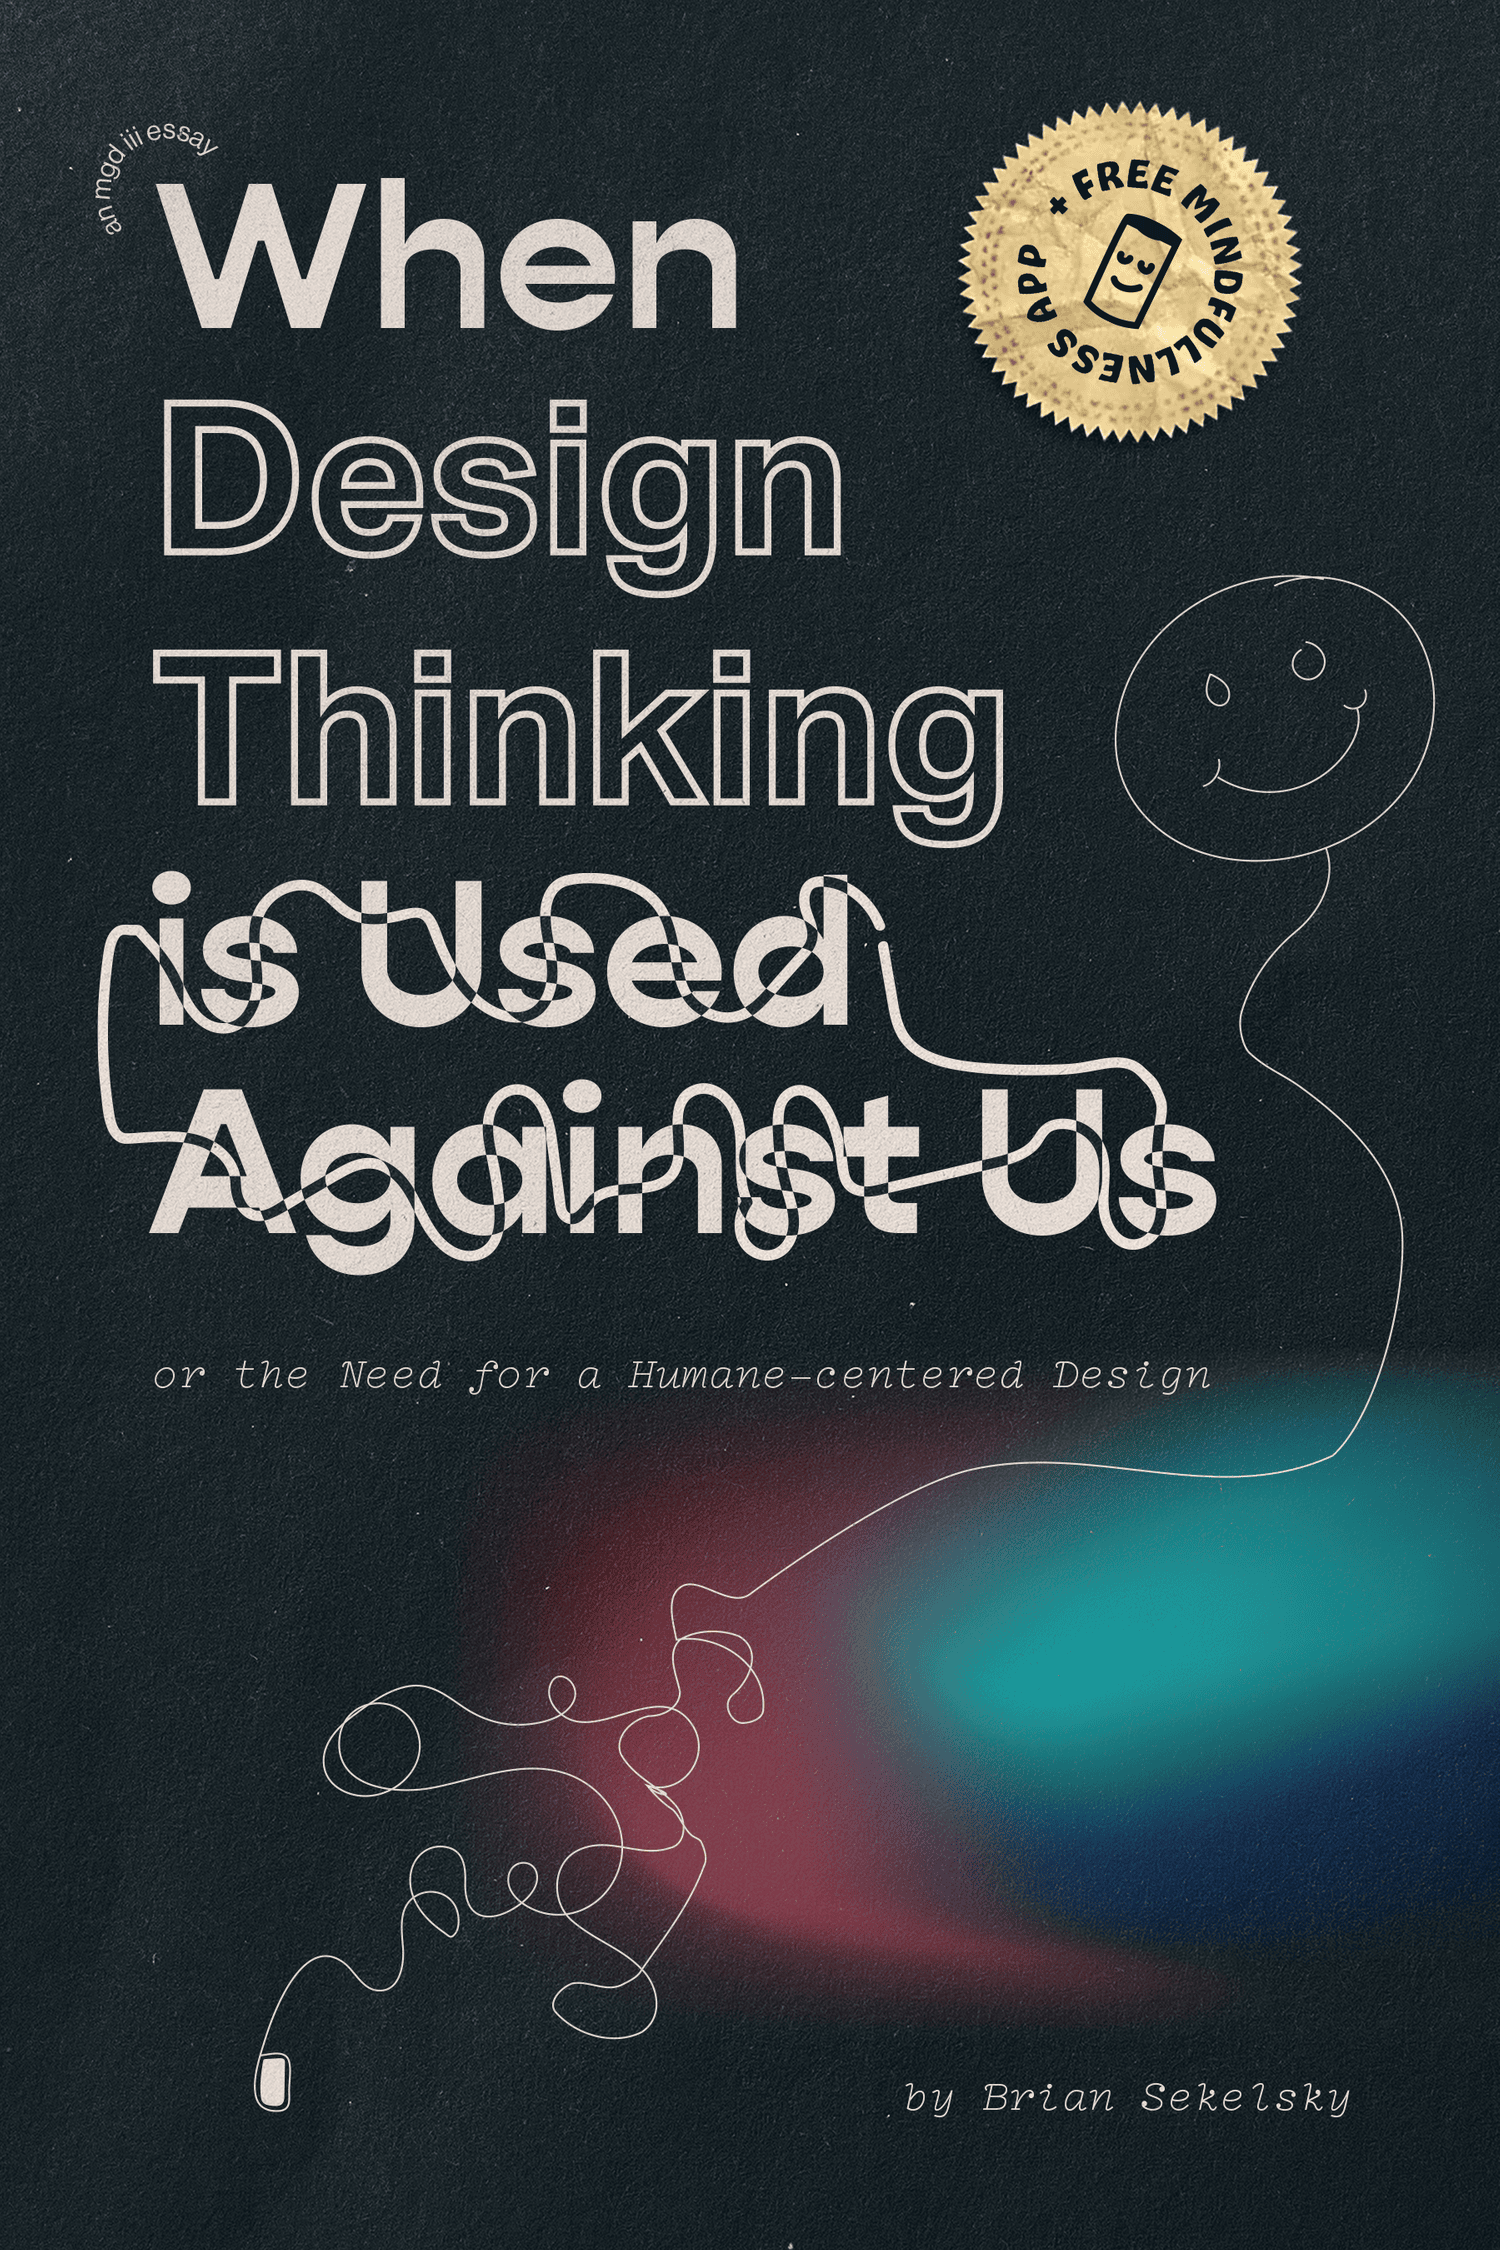 an mgd iii essay
When
Design
Thinking
is Used
Against Us
+ FREE MINDFULLNESS APP
or the Need for a Humane-centered Design
by Brian Sekelsky